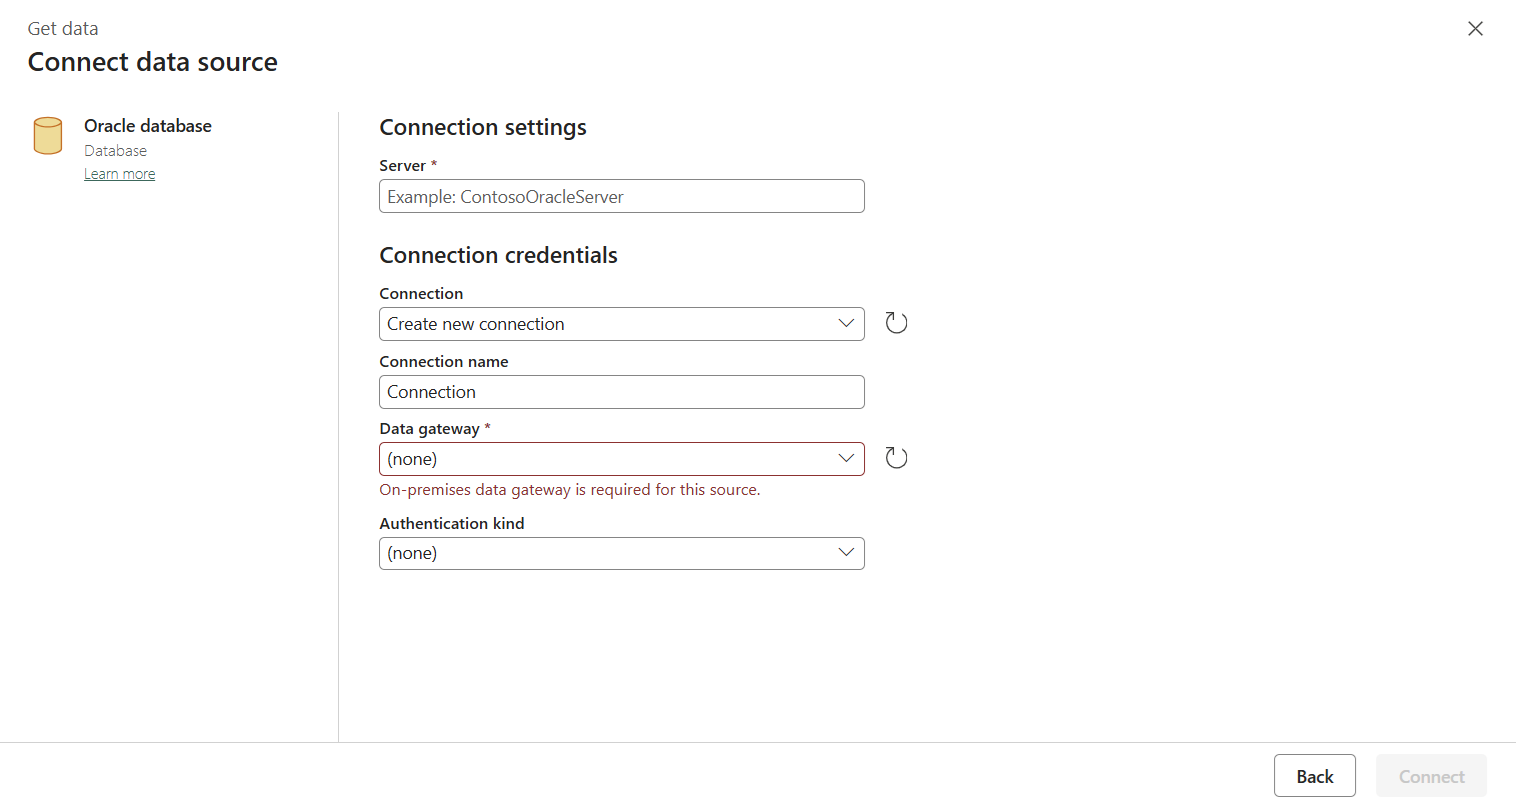 Get data
Connect data source
Oracle database
Database
Learn more
Connection settings
Server *
Example: ContosoOracleServer
Connection credentials
Connection
Create new connection
Connection name
Connection
Data gateway *
(none)
On-premises data gateway is required for this source.
Authentication kind
(none)
Back
Connect